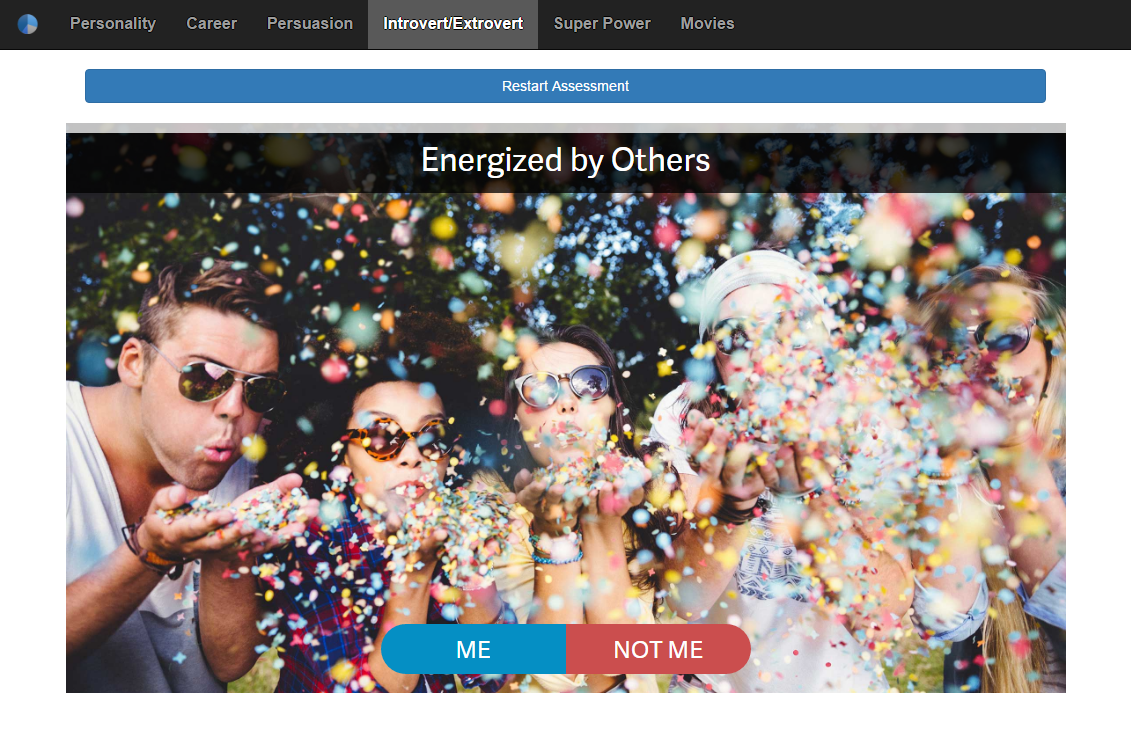 Personality Career Persuasion Introvert/Extrovert Super Power Movies
Restart Assessment
Energized by Others
ME NOT ME